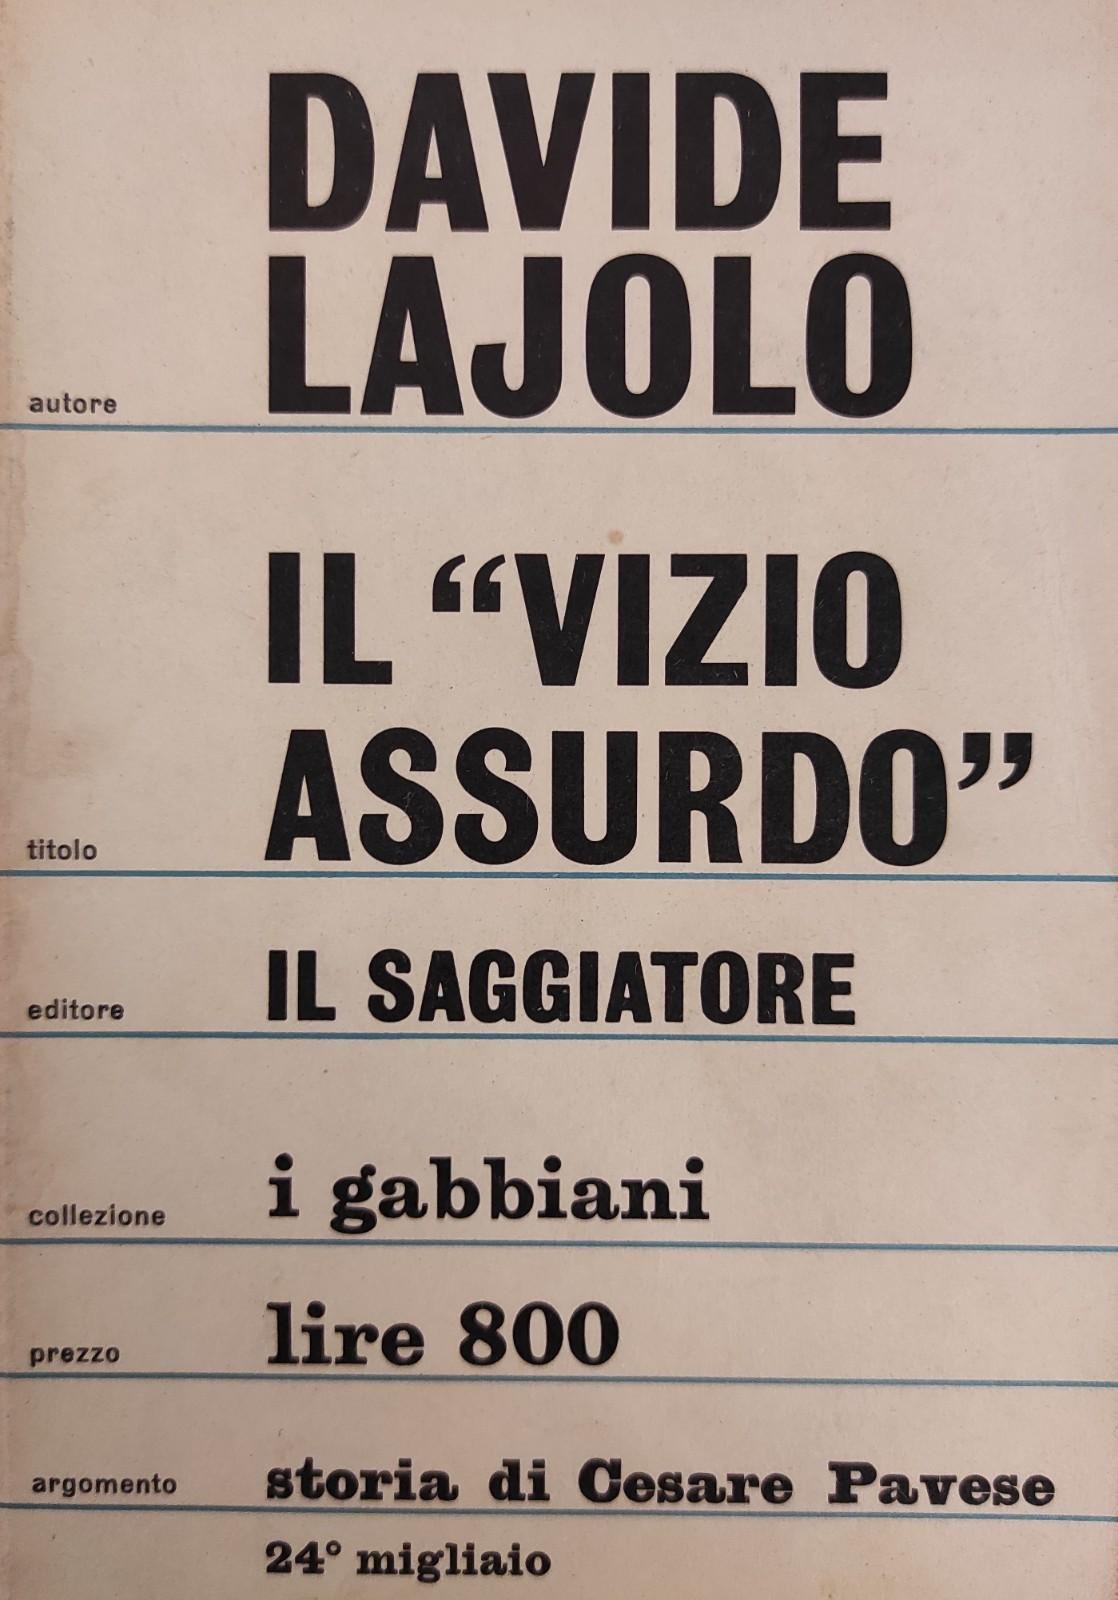 DAVIDE
LAJOLO
autore
IL “VIZIO
ASSURDO”
titolo
IL SAGGIATORE
editore
i gabbiani
collezione
lire 800
prezzo
storia di Cesare Pavese
argomento
24° migliaio